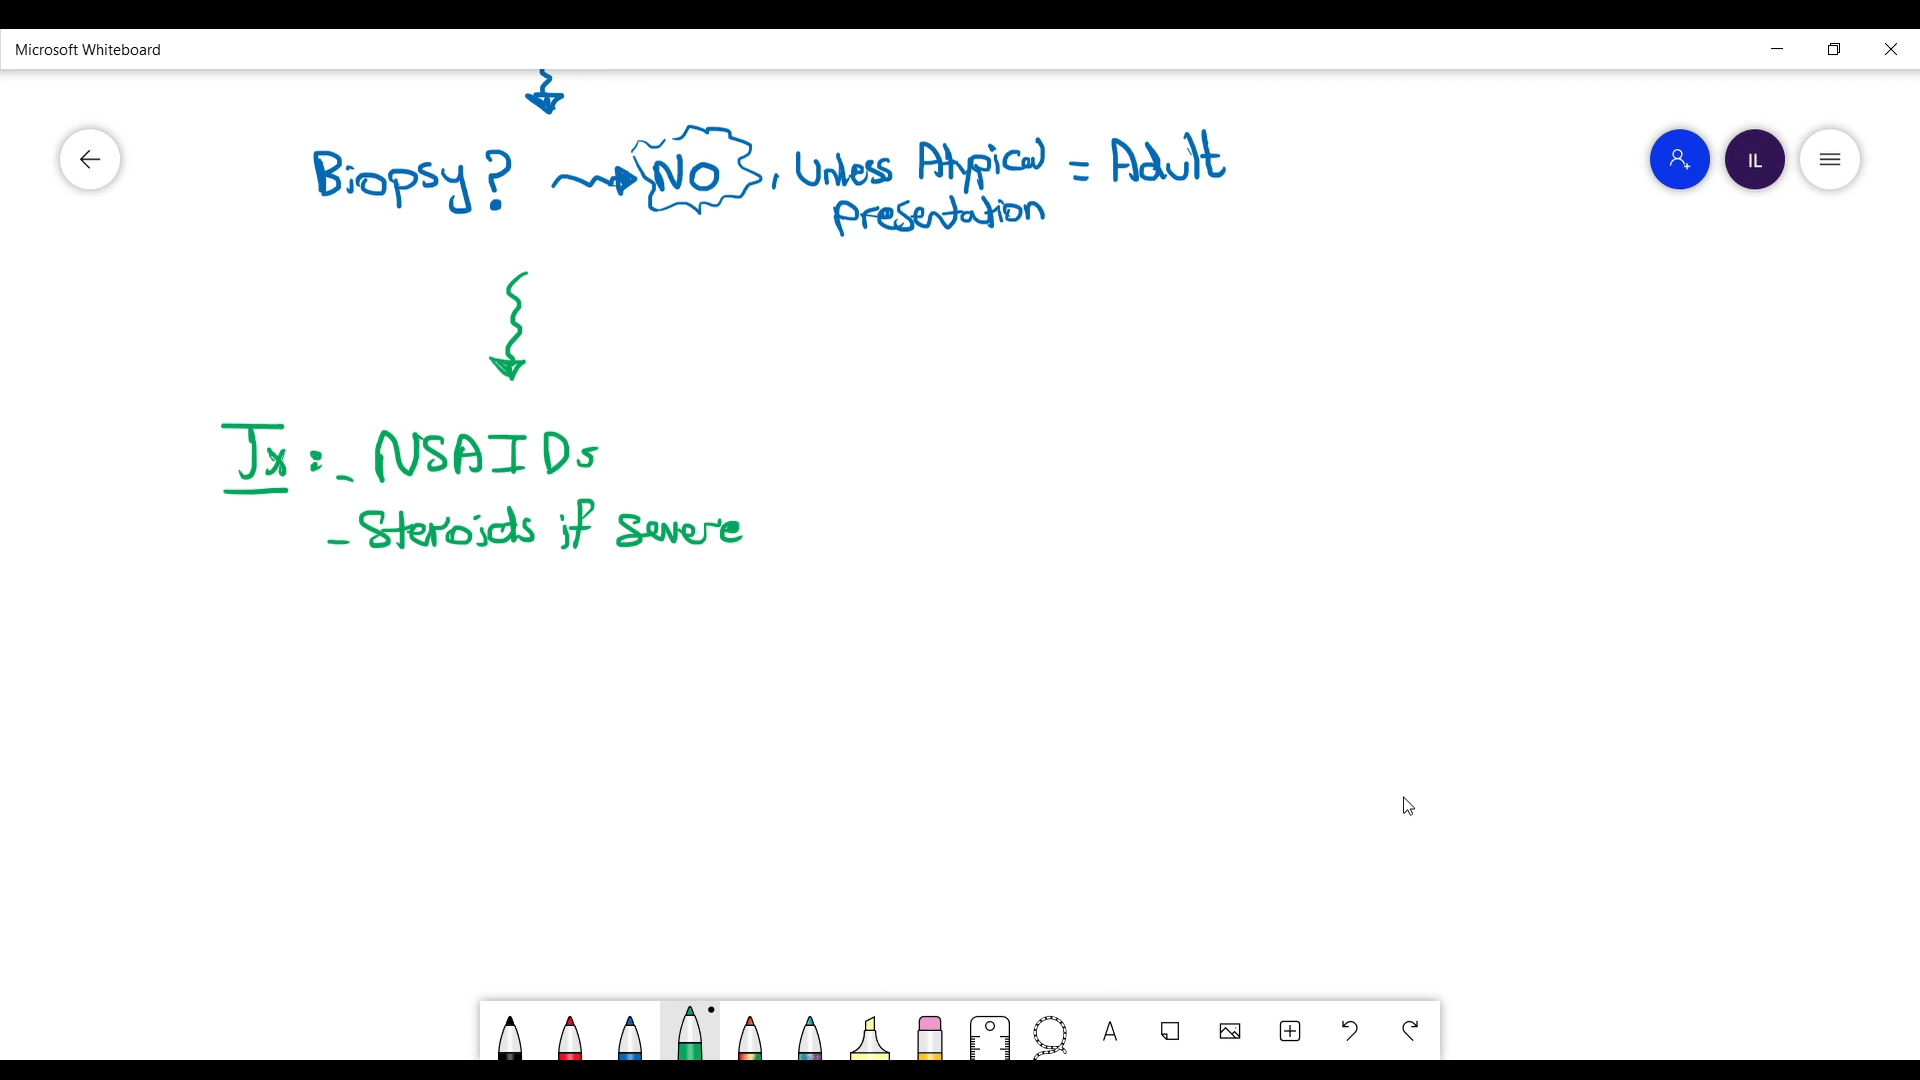 Microsoft Whiteboard
Biopsy? NO, Unless Atypical = Adult
presentation
IL
Tx: - NSAIDs
- Steroids if severe
A